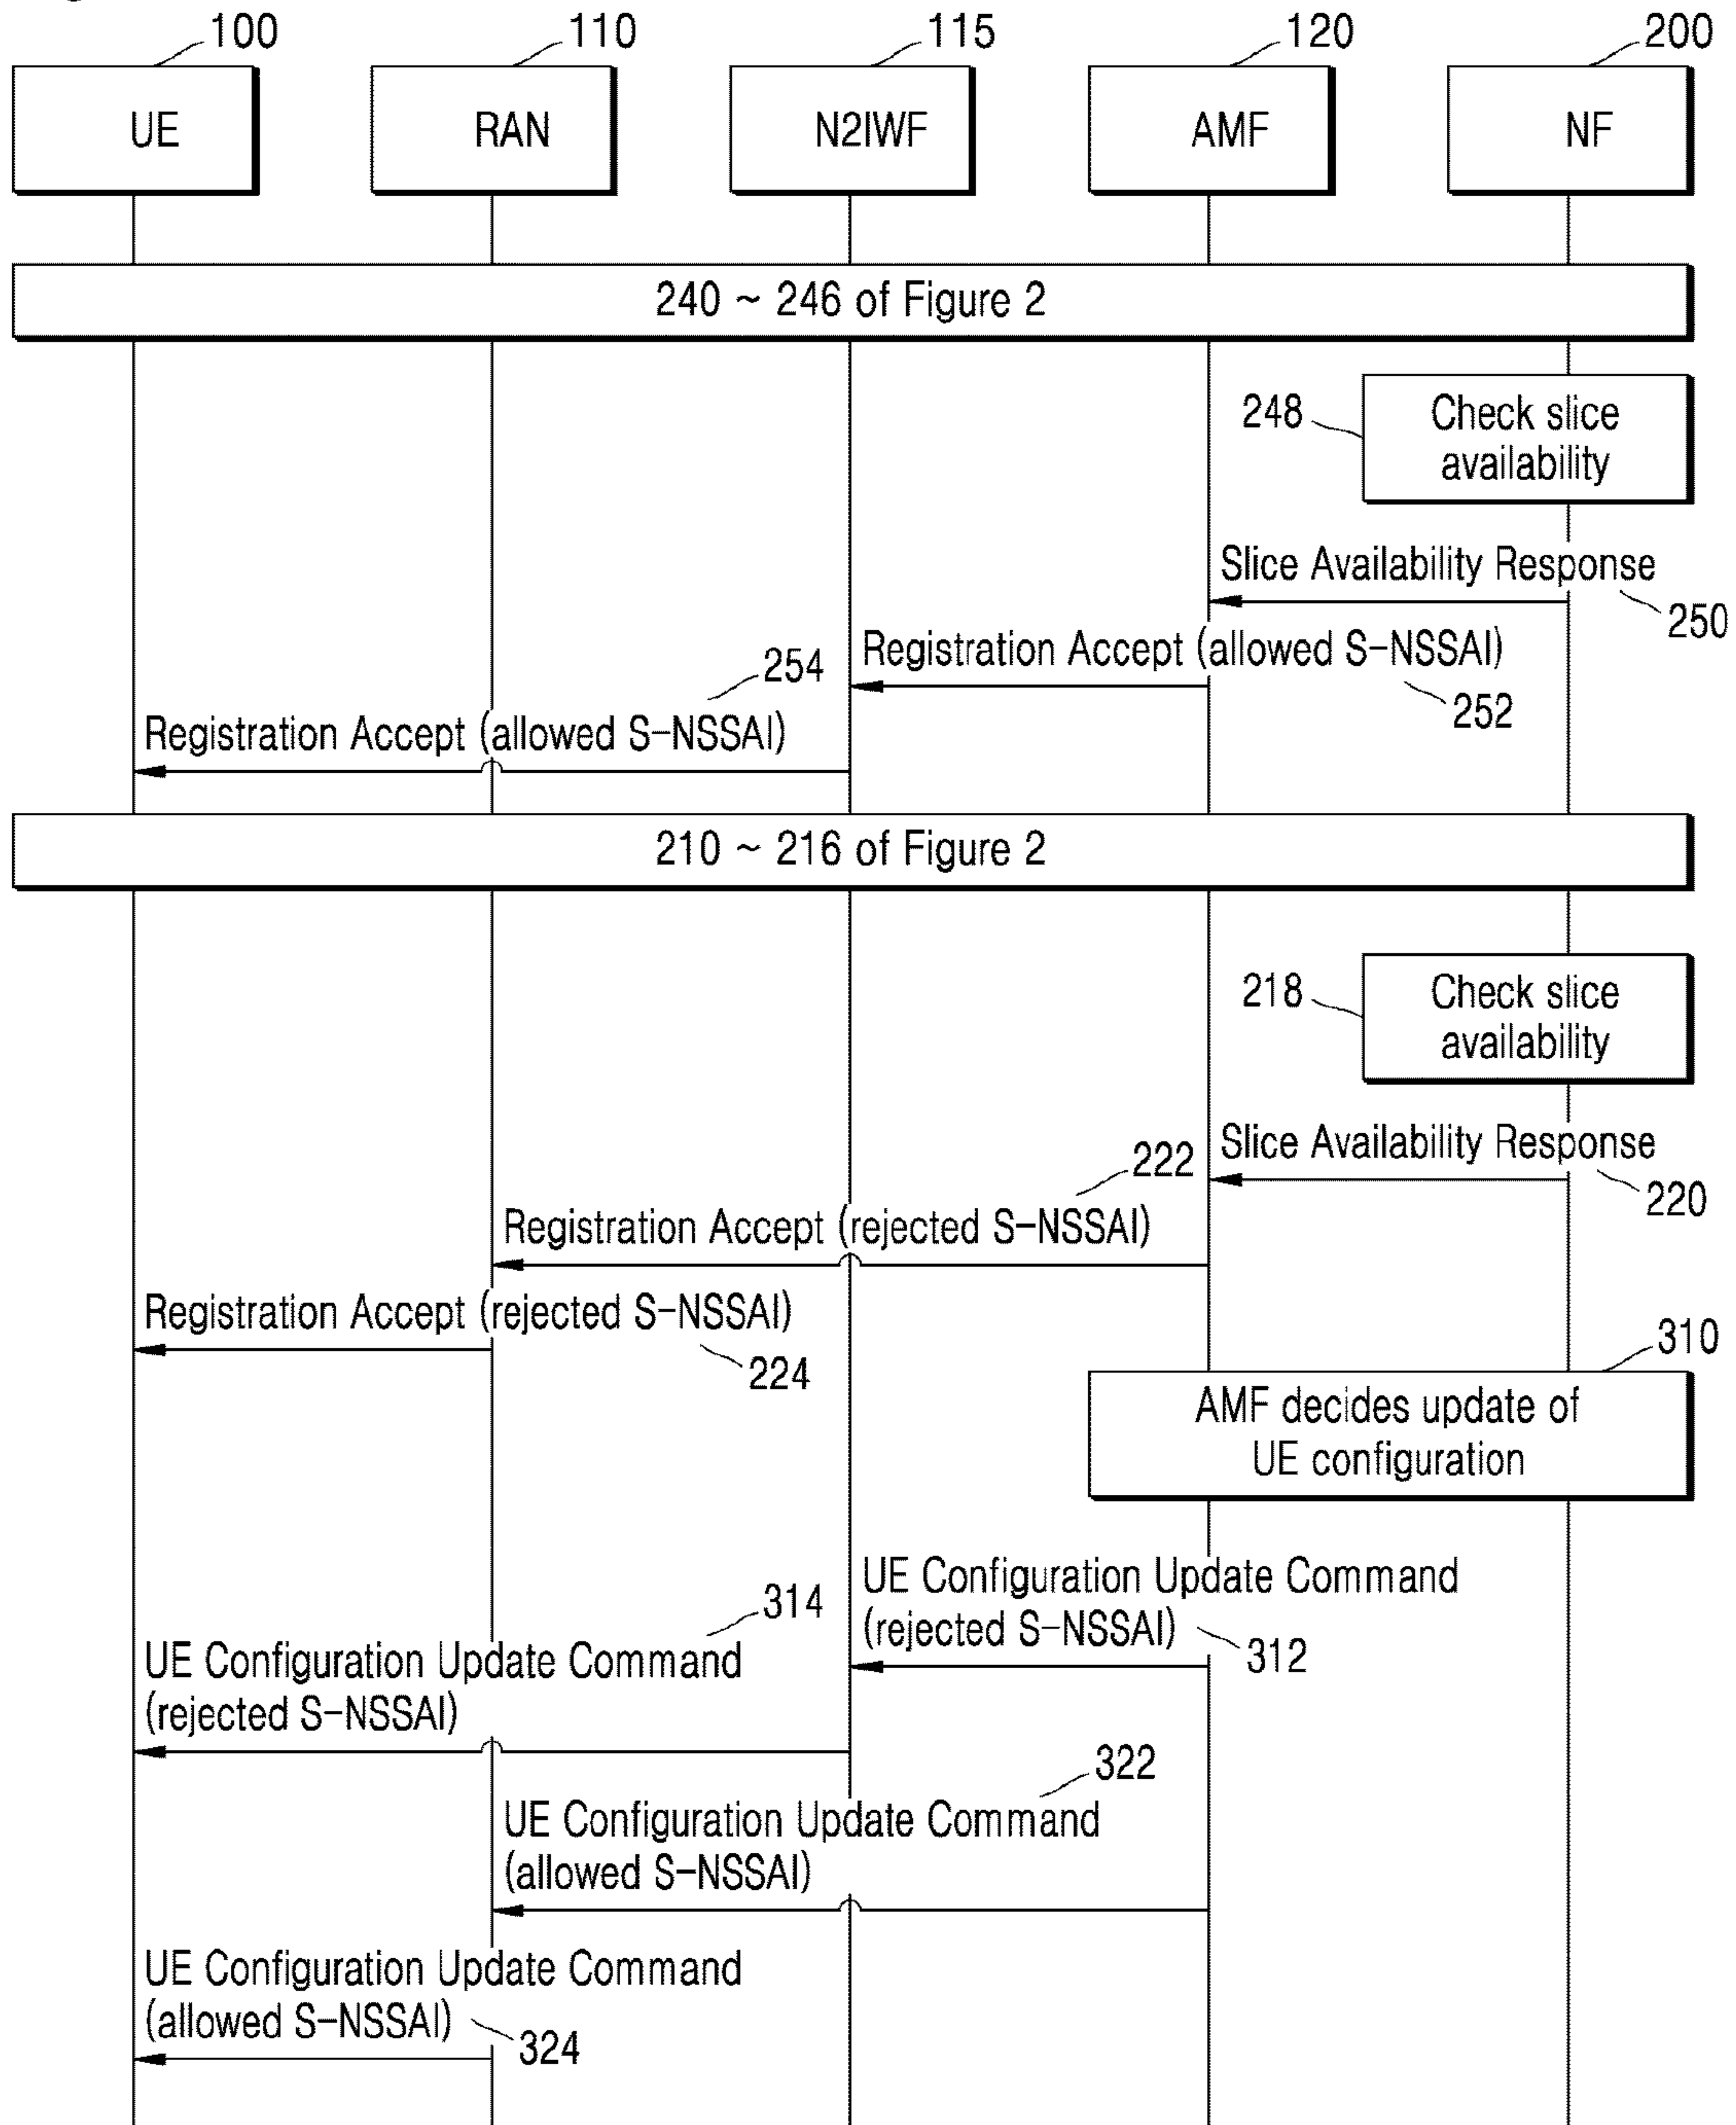 100
110
115
120
200
UE
RAN
N2IWF
AMF
NF
240 ~ 246 of Figure 2
248
Check slice
availability
Slice Availability Response
250
Registration Accept (allowed S-NSSAI)
252
254
Registration Accept (allowed S-NSSAI)
210 ~ 216 of Figure 2
218
Check slice
availability
Slice Availability Response
220
222
Registration Accept (rejected S-NSSAI)
Registration Accept (rejected S-NSSAI)
224
310
AMF decides update of
UE configuration
UE Configuration Update Command
(rejected S-NSSAI)
312
314
UE Configuration Update Command
(rejected S-NSSAI)
322
UE Configuration Update Command
(allowed S-NSSAI)
UE Configuration Update Command
(allowed S-NSSAI)
324